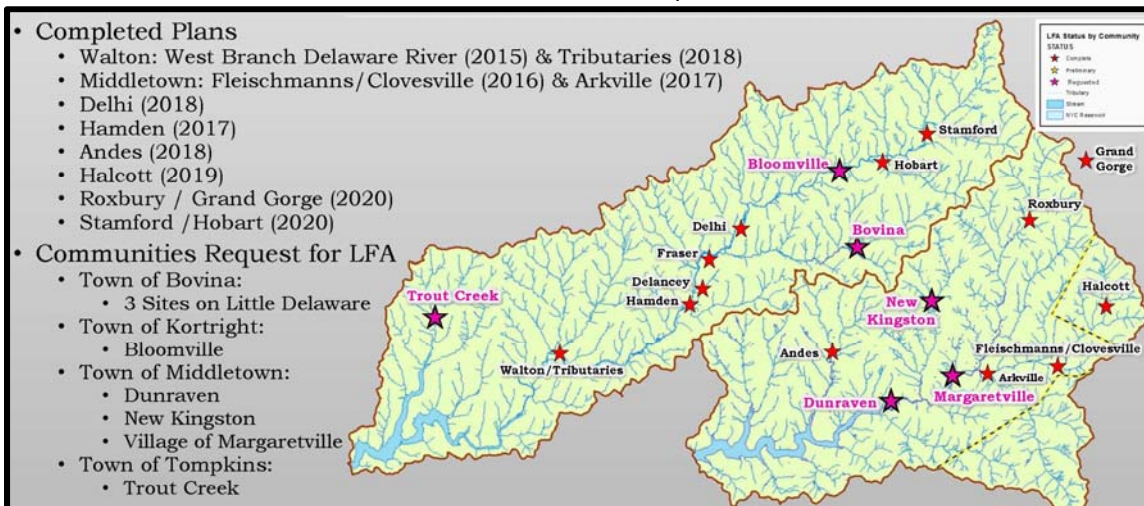 • Completed Plans
• Walton: West Branch Delaware River (2015) & Tributaries (2018)
• Middletown: Fleischmanns/Clovesville (2016) & Arkville (2017)
• Delhi (2018)
• Hamden (2017)
• Andes (2018)
• Halcott (2019)
• Roxbury / Grand Gorge (2020)
• Stamford /Hobart (2020)
• Communities Request for LFA
• Town of Bovina:
• 3 Sites on Little Delaware
• Town of Kortright:
• Bloomville
• Town of Middletown:
• Dunraven
• New Kingston
• Village of Margaretville
• Town of Tompkins:
• Trout Creek
LFA Status by Community
STATUS
Complete
Preliminary
Requested
Tributary
Stream
NYC Reservoir
Stamford
Grand
Gorge
Bloomville
Hobart
Roxbury
Delhi
Bovina
Fraser
Delancey
Hamden
Trout Creek
Halcott
New
Kingston
Fleischmanns/Clovesville
Andes
Walton/Tributaries
Arkville
Margaretville
Dunraven